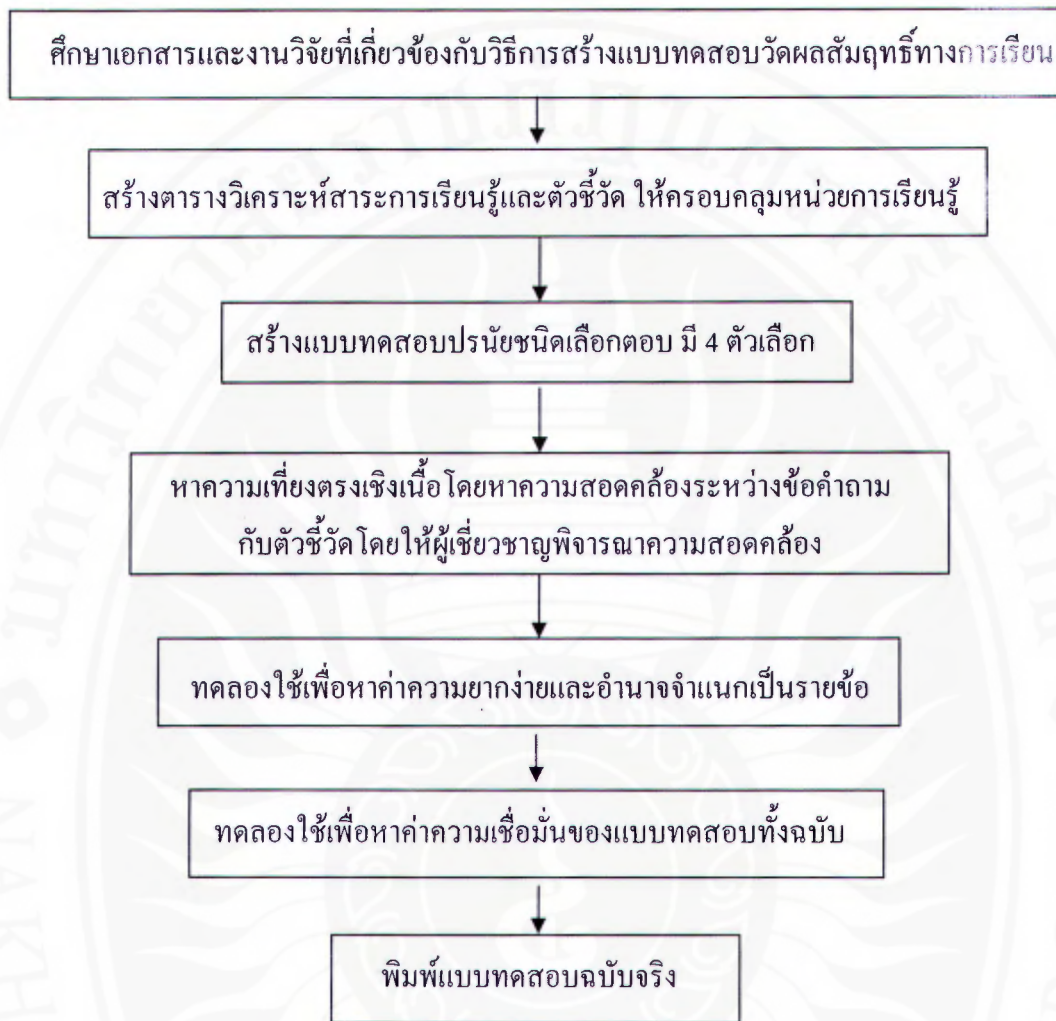 ศึกษาเอกสารและงานวิจัยที่เกี่ยวข้องกับวิธีการสร้างแบบทดสอบวัดผลสัมฤทธิ์ทางการเรียน
สร้างตารางวิเคราะห์สาระการเรียนรู้และตัวชี้วัด ให้ครอบคลุมหน่วยการเรียนรู้
สร้างแบบทดสอบปรนัยชนิดเลือกตอบ มี 4 ตัวเลือก
หาความเที่ยงตรงเชิงเนื้อโดยหาความสอดคล้องระหว่างข้อคำถาม
กับตัวชี้วัดโดยให้ผู้เชี่ยวชาญพิจารณาความสอดคล้อง
ทดลองใช้เพื่อหาค่าความยากง่ายและอำนาจจำแนกเป็นรายข้อ
ทดลองใช้เพื่อหาค่าความเชื่อมั่นของแบบทดสอบทั้งฉบับ
พิมพ์แบบทดสอบฉบับจริง